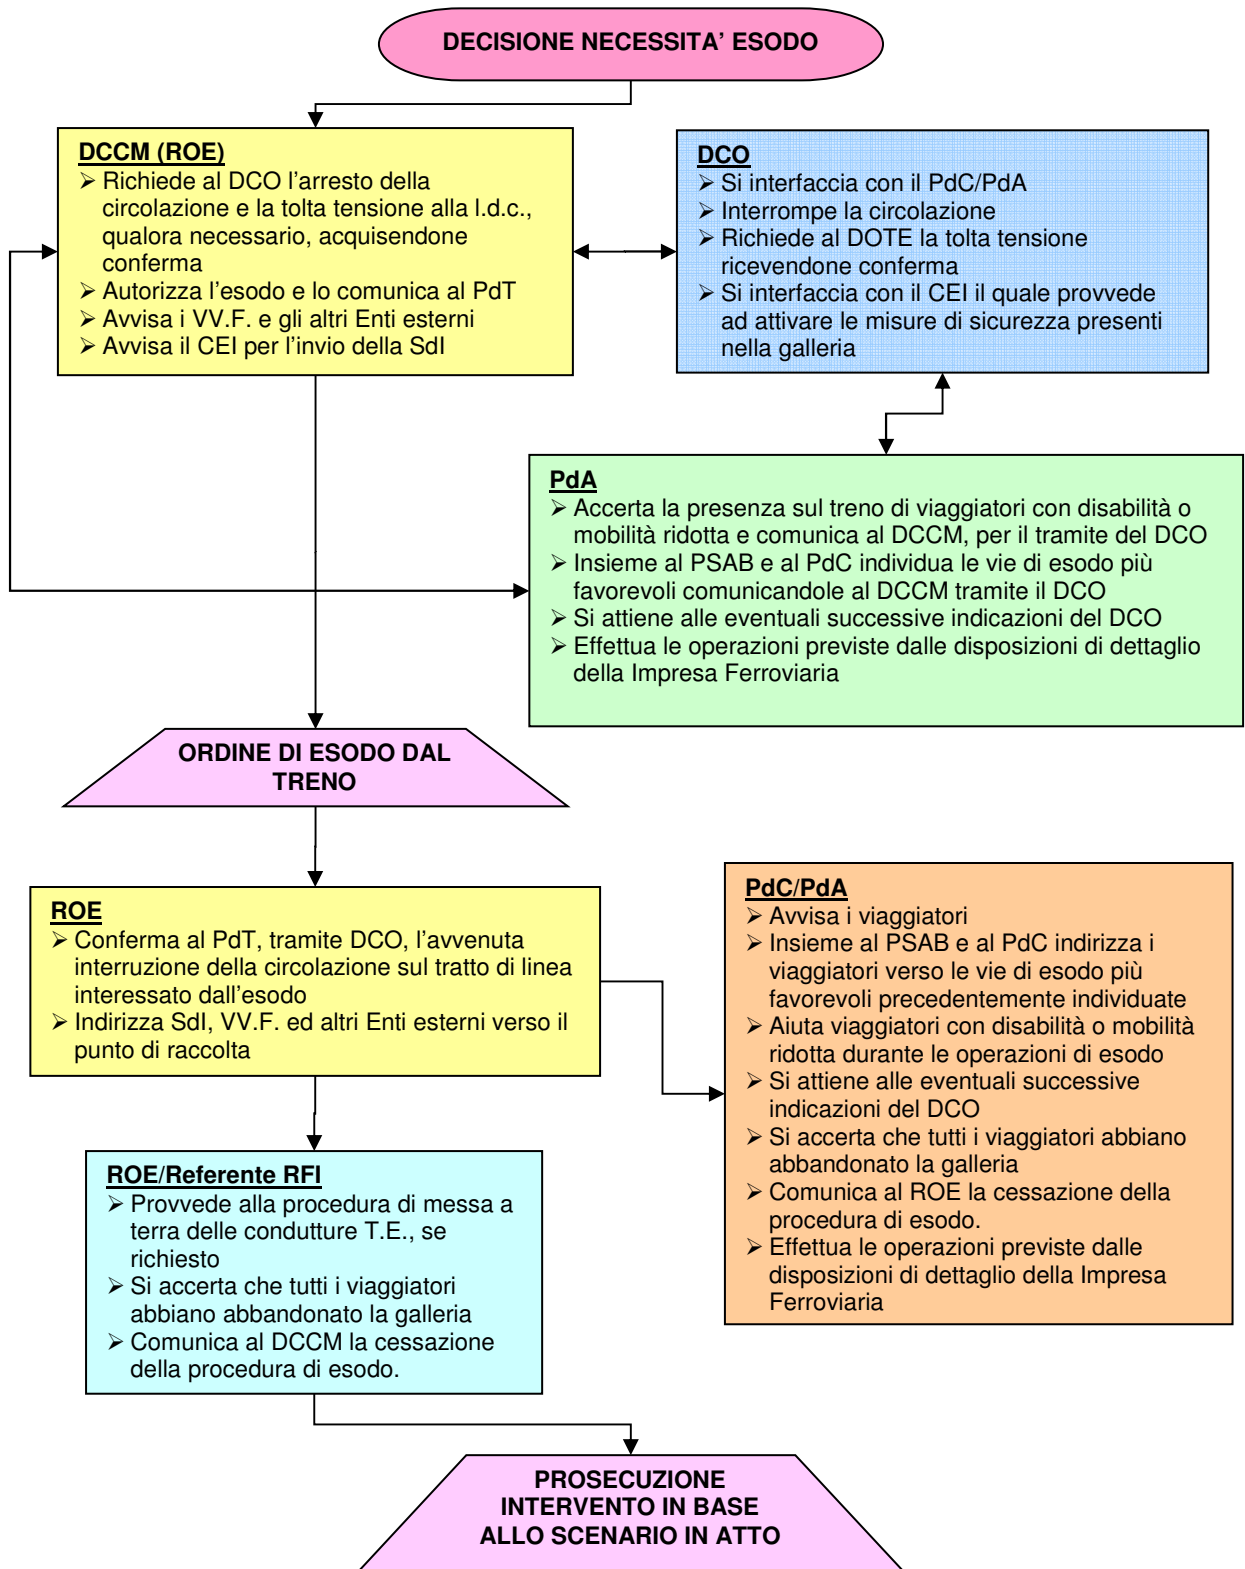 DECISIONE NECESSITA' ESODO
DCCM (ROE)
➢ Richiede al DCO l'arresto della
circolazione e la tolta tensione alla l.d.c.,
qualora necessario, acquisendone
conferma
➢ Autorizza l'esodo e lo comunica al PdT
➢ Avvisa i VV.F. e gli altri Enti esterni
➢ Avvisa il CEI per l'invio della SdI
DCO
➢ Si interfaccia con il PdC/PdA
➢ Interrompe la circolazione
➢ Richiede al DOTE la tolta tensione
ricevendone conferma
➢ Si interfaccia con il CEI il quale provvede
ad attivare le misure di sicurezza presenti
nella galleria
PdA
➢ Accerta la presenza sul treno di viaggiatori con disabilità o
mobilità ridotta e comunica al DCCM, per il tramite del DCO
➢ Insieme al PSAB e al PdC individua le vie di esodo più
favorevoli comunicandole al DCCM tramite il DCO
➢ Si attiene alle eventuali successive indicazioni del DCO
➢ Effettua le operazioni previste dalle disposizioni di dettaglio
della Impresa Ferroviaria
ORDINE DI ESODO DAL
TRENO
ROE
➢ Conferma al PdT, tramite DCO, l'avvenuta
interruzione della circolazione sul tratto di linea
interessato dall'esodo
➢ Indirizza SdI, VV.F. ed altri Enti esterni verso il
punto di raccolta
PdC/PdA
➢ Avvisa i viaggiatori
➢ Insieme al PSAB e al PdC indirizza i
viaggiatori verso le vie di esodo più
favorevoli precedentemente individuate
➢ Aiuta viaggiatori con disabilità o mobilità
ridotta durante le operazioni di esodo
➢ Si attiene alle eventuali successive
indicazioni del DCO
➢ Si accerta che tutti i viaggiatori abbiano
abbandonato la galleria
➢ Comunica al ROE la cessazione della
procedura di esodo.
➢ Effettua le operazioni previste dalle
disposizioni di dettaglio della Impresa
Ferroviaria
ROE/Referente RFI
➢ Provvede alla procedura di messa a
terra delle condutture T.E., se
richiesto
➢ Si accerta che tutti i viaggiatori
abbiano abbandonato la galleria
➢ Comunica al DCCM la cessazione
della procedura di esodo.
PROSECUZIONE
INTERVENTO IN BASE
ALLO SCENARIO IN ATTO